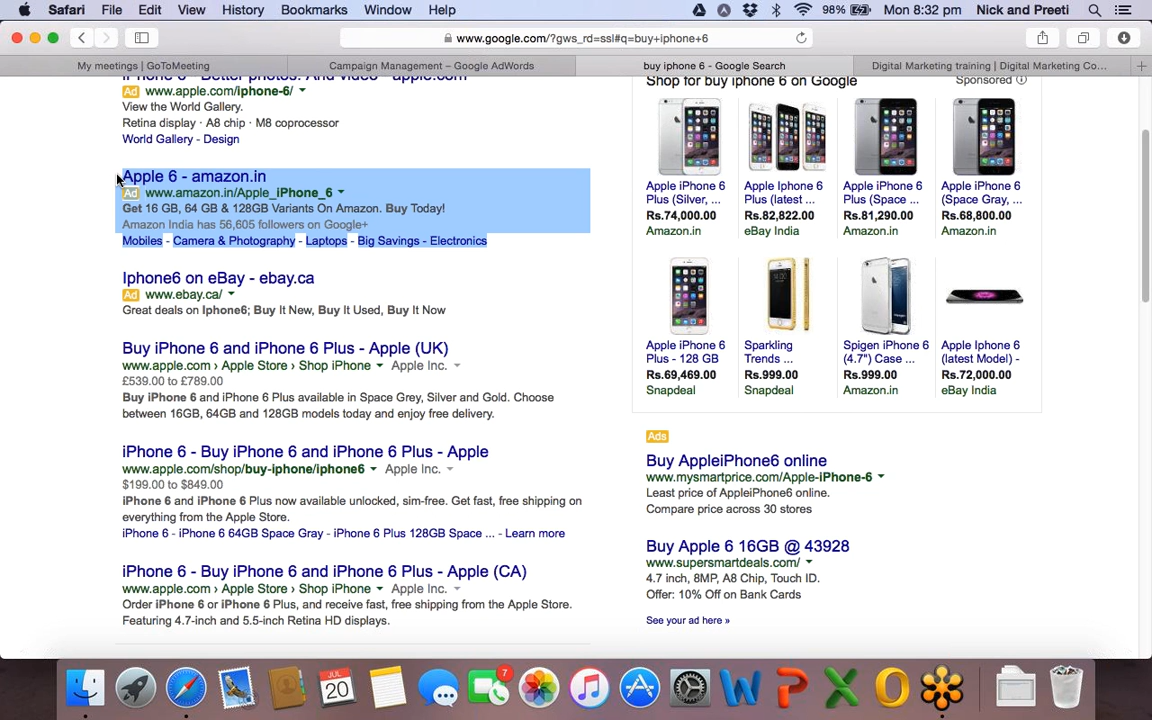 Safari File Edit View History Bookmarks Window Help 98% Mon 8:32 pm Nick and Preeti
www.google.com/?gws_rd=ssl#q=buy+iphone+6
My meetings | GoToMeeting
Campaign Management – Google AdWords
buy iphone 6 - Google Search
Digital Marketing training | Digital Marketing Co...
iPhone 6 - Better photos. And video - apple.com
Ad www.apple.com/iphone-6/
View the World Gallery.
Retina display · A8 chip · M8 coprocessor
World Gallery - Design
Apple 6 - amazon.in
Ad www.amazon.in/Apple_iPhone_6
Get 16 GB, 64 GB & 128GB Variants On Amazon. Buy Today!
Amazon India has 56,605 followers on Google+
Mobiles - Camera & Photography - Laptops - Big Savings - Electronics
Iphone6 on eBay - ebay.ca
Ad www.ebay.ca/
Great deals on Iphone6; Buy It New, Buy It Used, Buy It Now
Buy iPhone 6 and iPhone 6 Plus - Apple (UK)
www.apple.com › Apple Store › Shop iPhone Apple Inc.
£539.00 to £789.00
Buy iPhone 6 and iPhone 6 Plus available in Space Grey, Silver and Gold. Choose
between 16GB, 64GB and 128GB models today and enjoy free delivery.
iPhone 6 - Buy iPhone 6 and iPhone 6 Plus - Apple
www.apple.com/shop/buy-iphone/iphone6 Apple Inc.
$199.00 to $849.00
iPhone 6 and iPhone 6 Plus now available unlocked, sim-free. Get fast, free shipping on
everything from the Apple Store.
iPhone 6 - iPhone 6 64GB Space Gray - iPhone 6 Plus 128GB Space ... - Learn more
iPhone 6 - Buy iPhone 6 and iPhone 6 Plus - Apple (CA)
www.apple.com › Apple Store › Shop iPhone Apple Inc.
Order iPhone 6 or iPhone 6 Plus, and receive fast, free shipping from the Apple Store.
Featuring 4.7-inch and 5.5-inch Retina HD displays.
Shop for buy iphone 6 on Google Sponsored
Apple iPhone 6
Plus (Silver, ...
Rs.74,000.00
Amazon.in
Apple Iphone 6
Plus (latest ...
Rs.82,822.00
eBay India
Apple iPhone 6
Plus (Space ...
Rs.81,290.00
Amazon.in
Apple iPhone 6
(Space Gray, ...
Rs.68,800.00
Amazon.in
Apple iPhone 6
Plus - 128 GB
Rs.69,469.00
Snapdeal
Sparkling
Trends ...
Rs.999.00
Snapdeal
Spigen iPhone 6
(4.7") Case ...
Rs.999.00
Amazon.in
Apple Iphone 6
(latest Model) -
Rs.72,000.00
eBay India
Ads
Buy AppleiPhone6 online
www.mysmartprice.com/Apple-iPhone-6
Least price of AppleiPhone6 online.
Compare price across 30 stores
Buy Apple 6 16GB @ 43928
www.supersmartdeals.com/
4.7 inch, 8MP, A8 Chip, Touch ID.
Offer: 10% Off on Bank Cards
See your ad here »
JUL
20
7